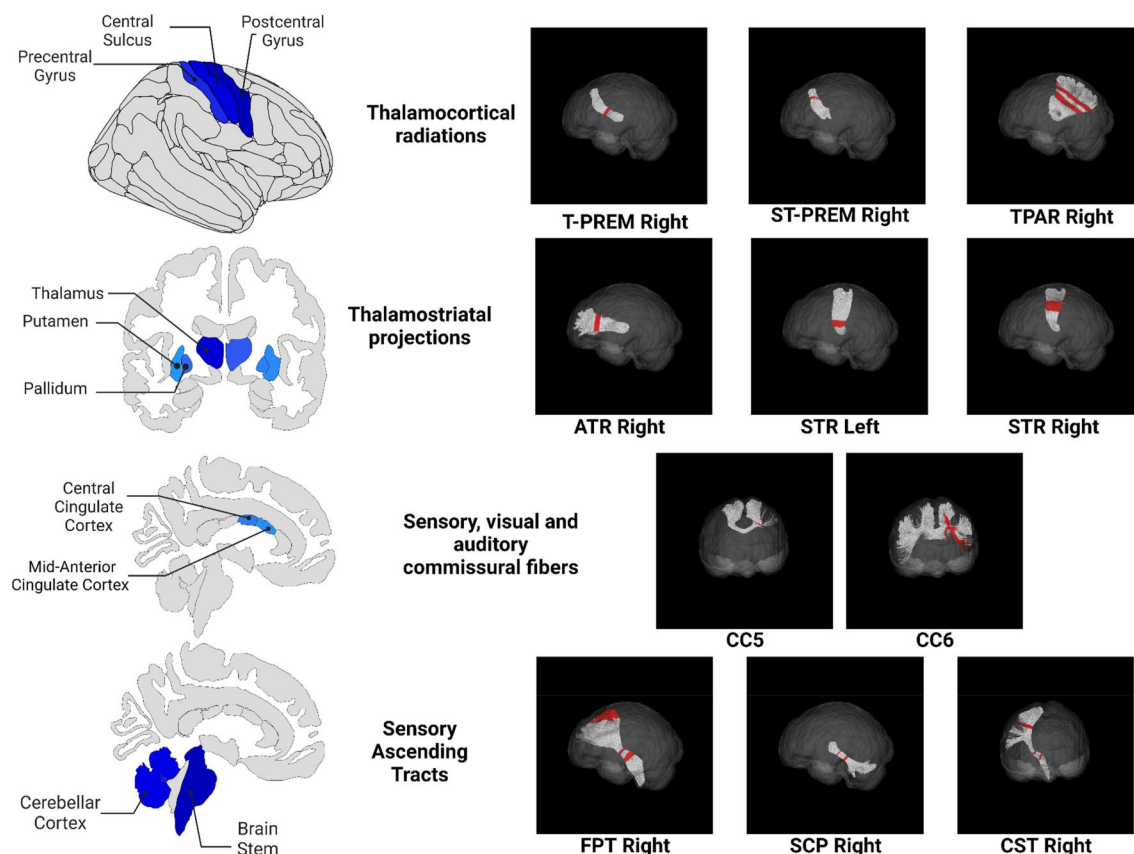 Central
Sulcus
Postcentral
Gyrus
Precentral
Gyrus
Thalamocortical
radiations
T-PREM Right
ST-PREM Right
TPAR Right
Thalamus
Putamen
Pallidum
Thalamostriatal
projections
ATR Right
STR Left
STR Right
Central
Cingulate
Cortex
Mid-Anterior
Cingulate Cortex
Sensory, visual and
auditory
commissural fibers
CC5
CC6
Cerebellar
Cortex
Brain
Stem
Sensory
Ascending
Tracts
FPT Right
SCP Right
CST Right